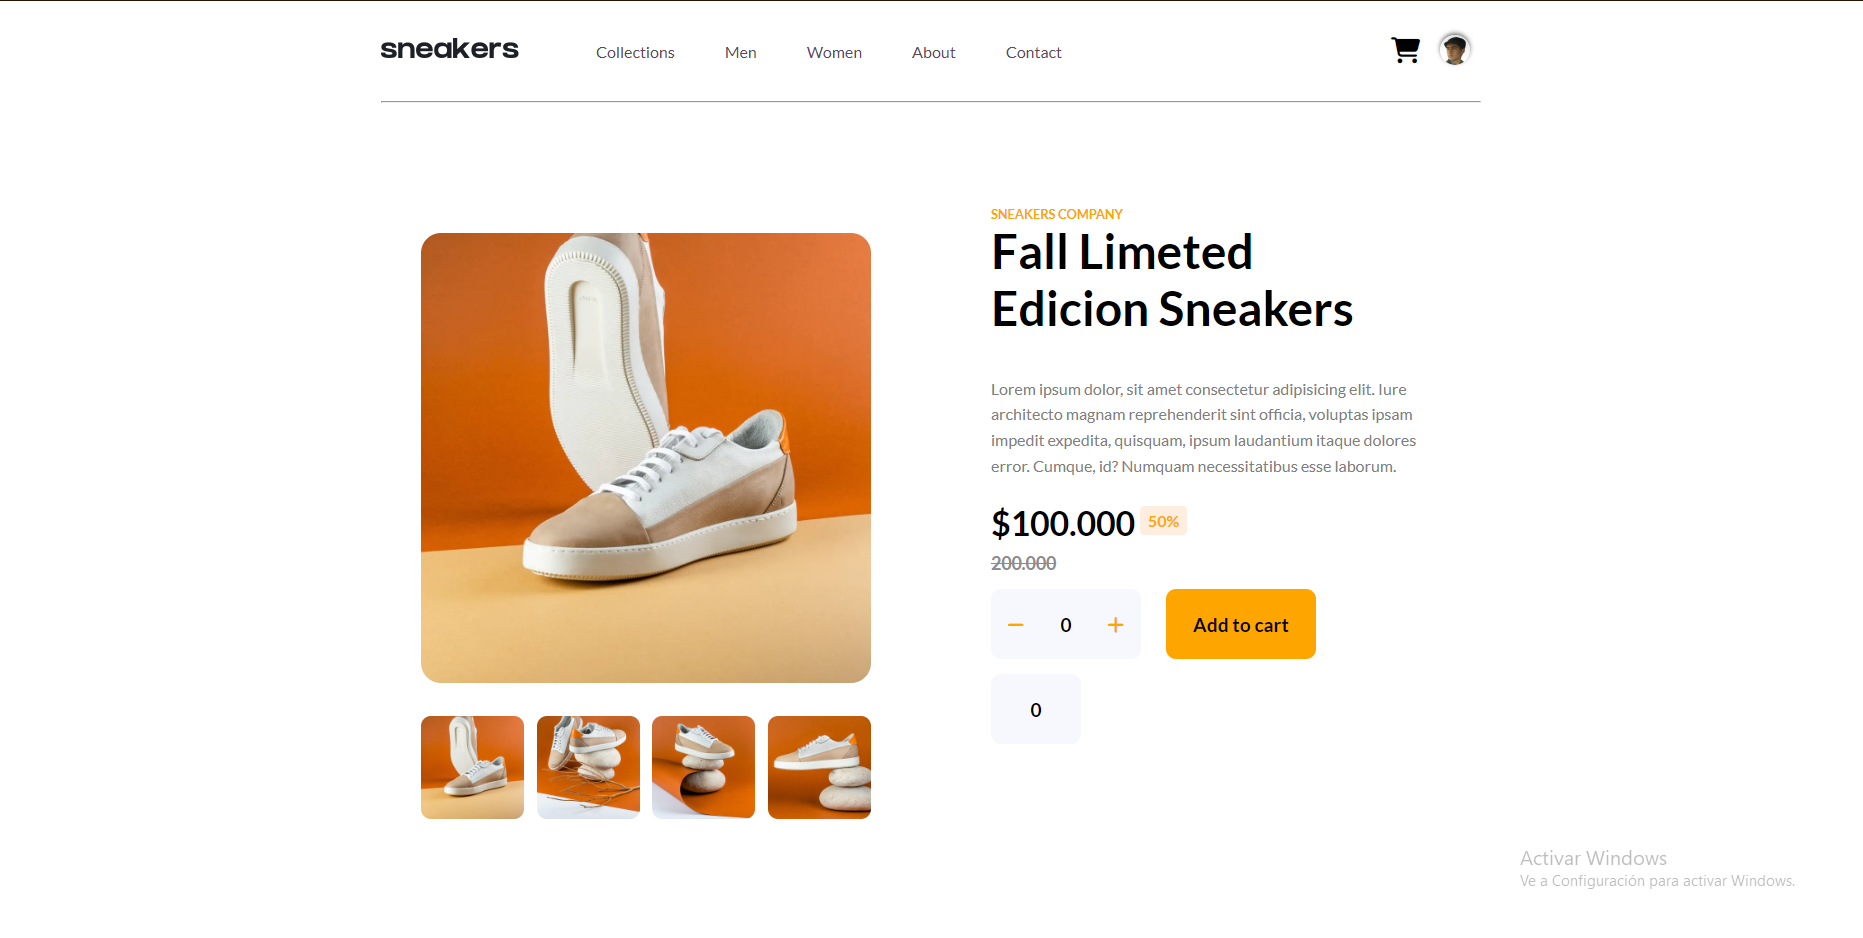 sneakers
Collections Men Women About Contact
SNEAKERS COMPANY
Fall Limeted
Edicion Sneakers
Lorem ipsum dolor, sit amet consectetur adipisicing elit. Iure
architecto magnam reprehenderit sint officia, voluptas ipsam
impedit expedita, quisquam, ipsum laudantium itaque dolores
error. Cumque, id? Numquam necessitatibus esse laborum.
$100.000 50%
200.000
− 0 + Add to cart
0
Activar Windows
Ve a Configuración para activar Windows.